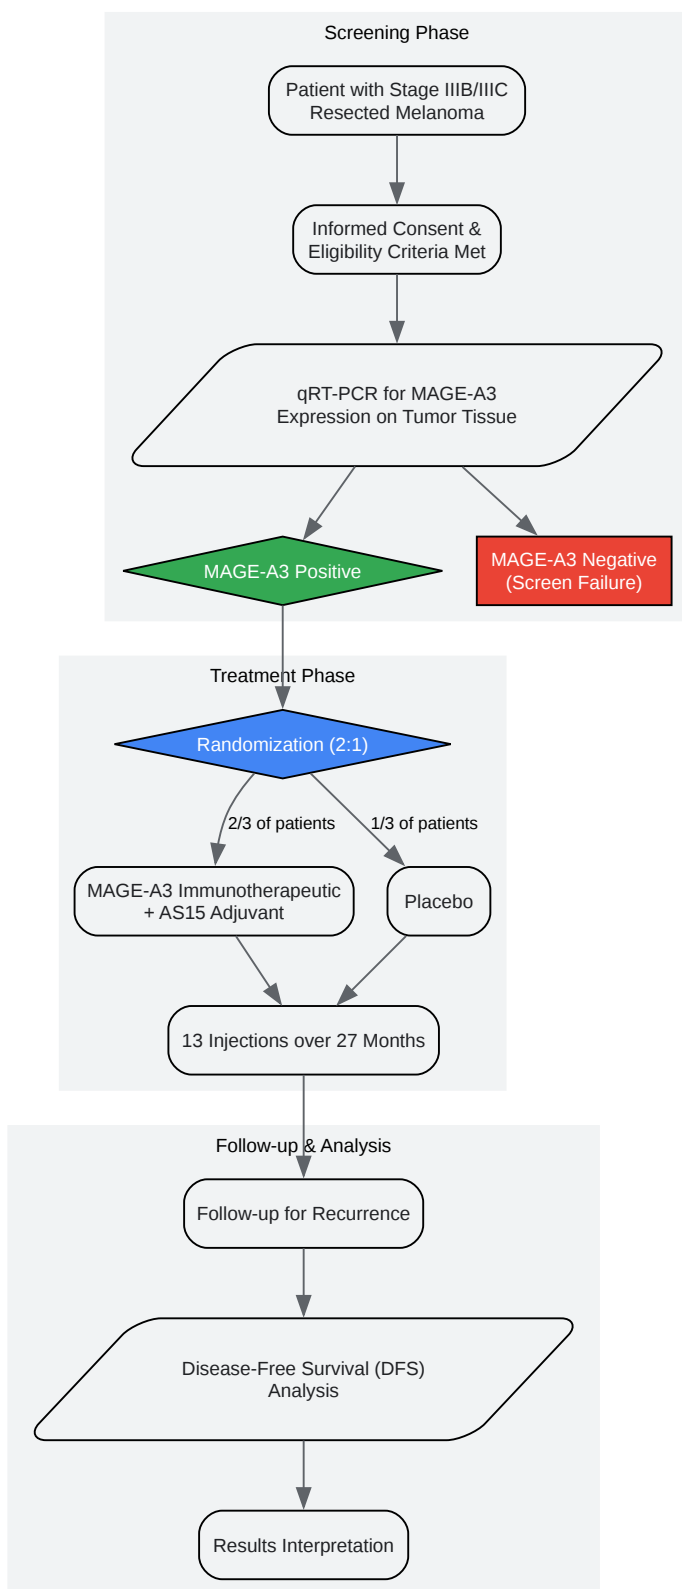 Screening Phase
Patient with Stage IIIB/IIIC
Resected Melanoma
Informed Consent &
Eligibility Criteria Met
qRT-PCR for MAGE-A3
Expression on Tumor Tissue
MAGE-A3 Positive
MAGE-A3 Negative
(Screen Failure)
Treatment Phase
Randomization (2:1)
2/3 of patients
1/3 of patients
MAGE-A3 Immunotherapeutic
+ AS15 Adjuvant
Placebo
13 Injections over 27 Months
Follow-up & Analysis
Follow-up for Recurrence
Disease-Free Survival (DFS)
Analysis
Results Interpretation